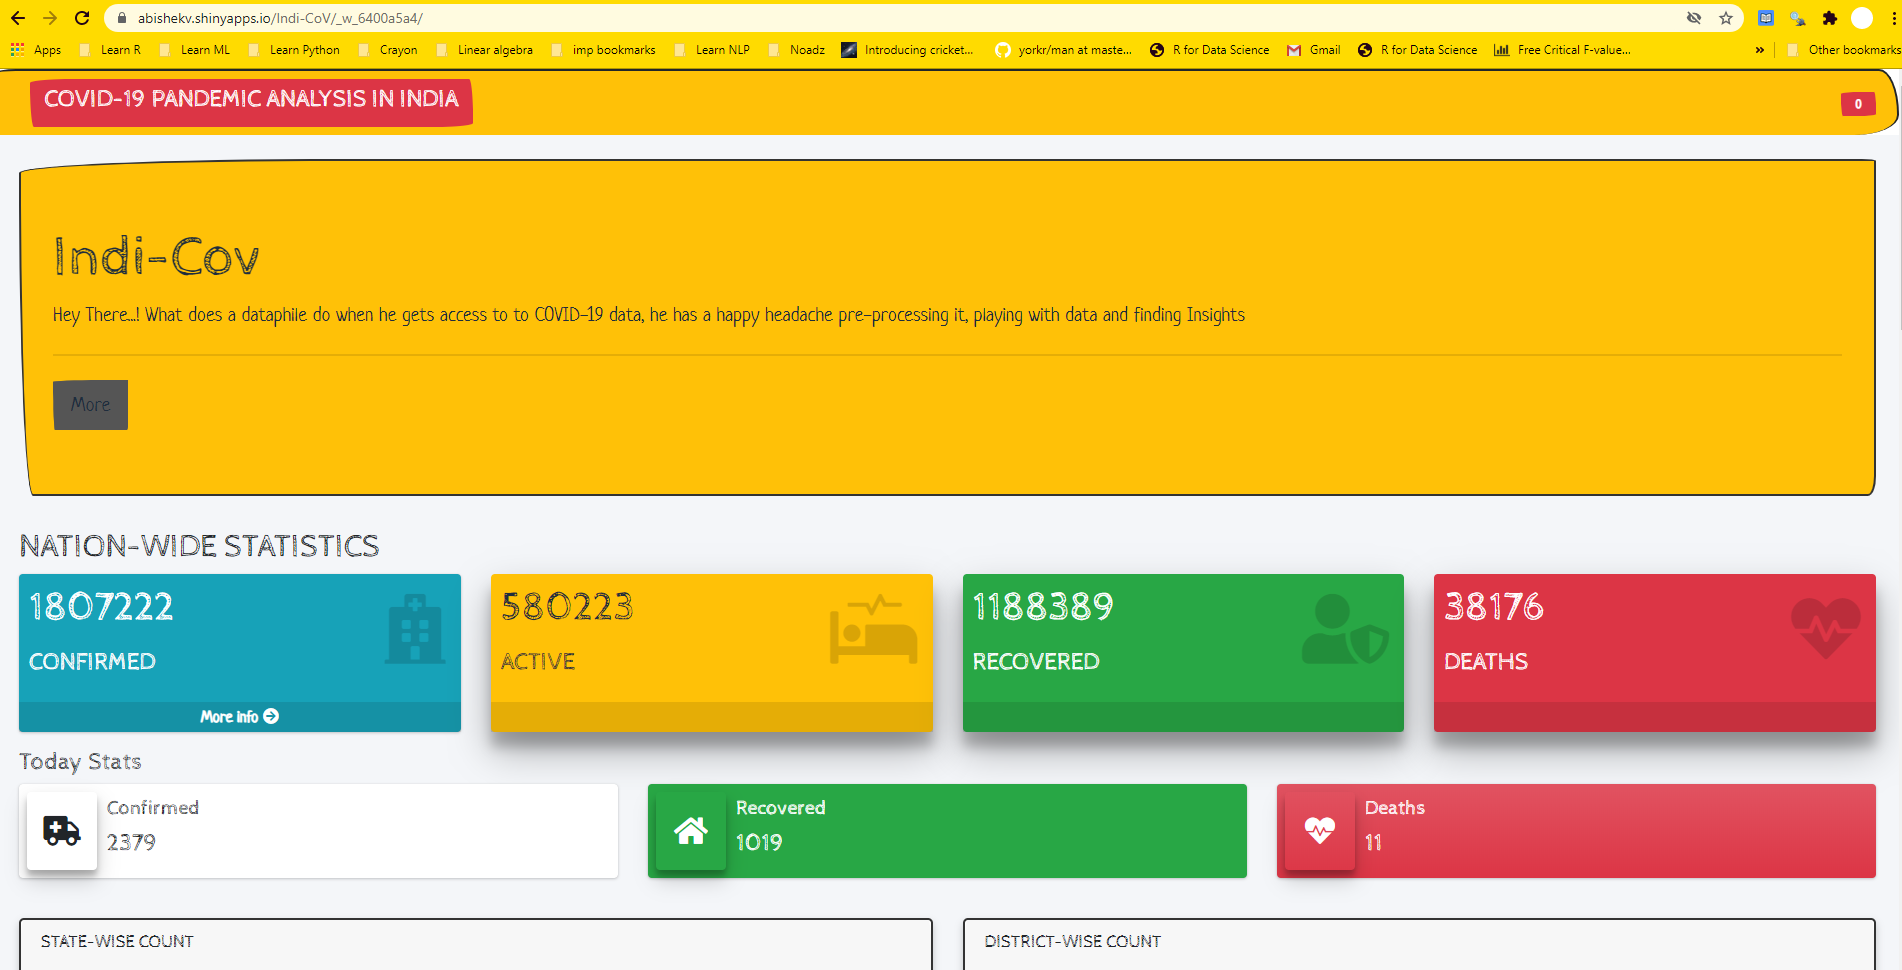 abishekv.shinyapps.io/Indi-CoV/_w_6400a5a4/
Apps Learn R Learn ML Learn Python Crayon Linear algebra imp bookmarks Learn NLP Noadz Introducing cricket... yorkr/man at maste... R for Data Science Gmail R for Data Science Free Critical F-value... » Other bookmarks
COVID-19 PANDEMIC ANALYSIS IN INDIA
0
Indi-Cov
Hey There...! What does a dataphile do when he gets access to to COVID-19 data, he has a happy headache pre-processing it, playing with data and finding Insights
More
NATION-WIDE STATISTICS
1807222
CONFIRMED
More info
580223
ACTIVE
1188389
RECOVERED
38176
DEATHS
Today Stats
Confirmed
2379
Recovered
1019
Deaths
11
STATE-WISE COUNT
DISTRICT-WISE COUNT